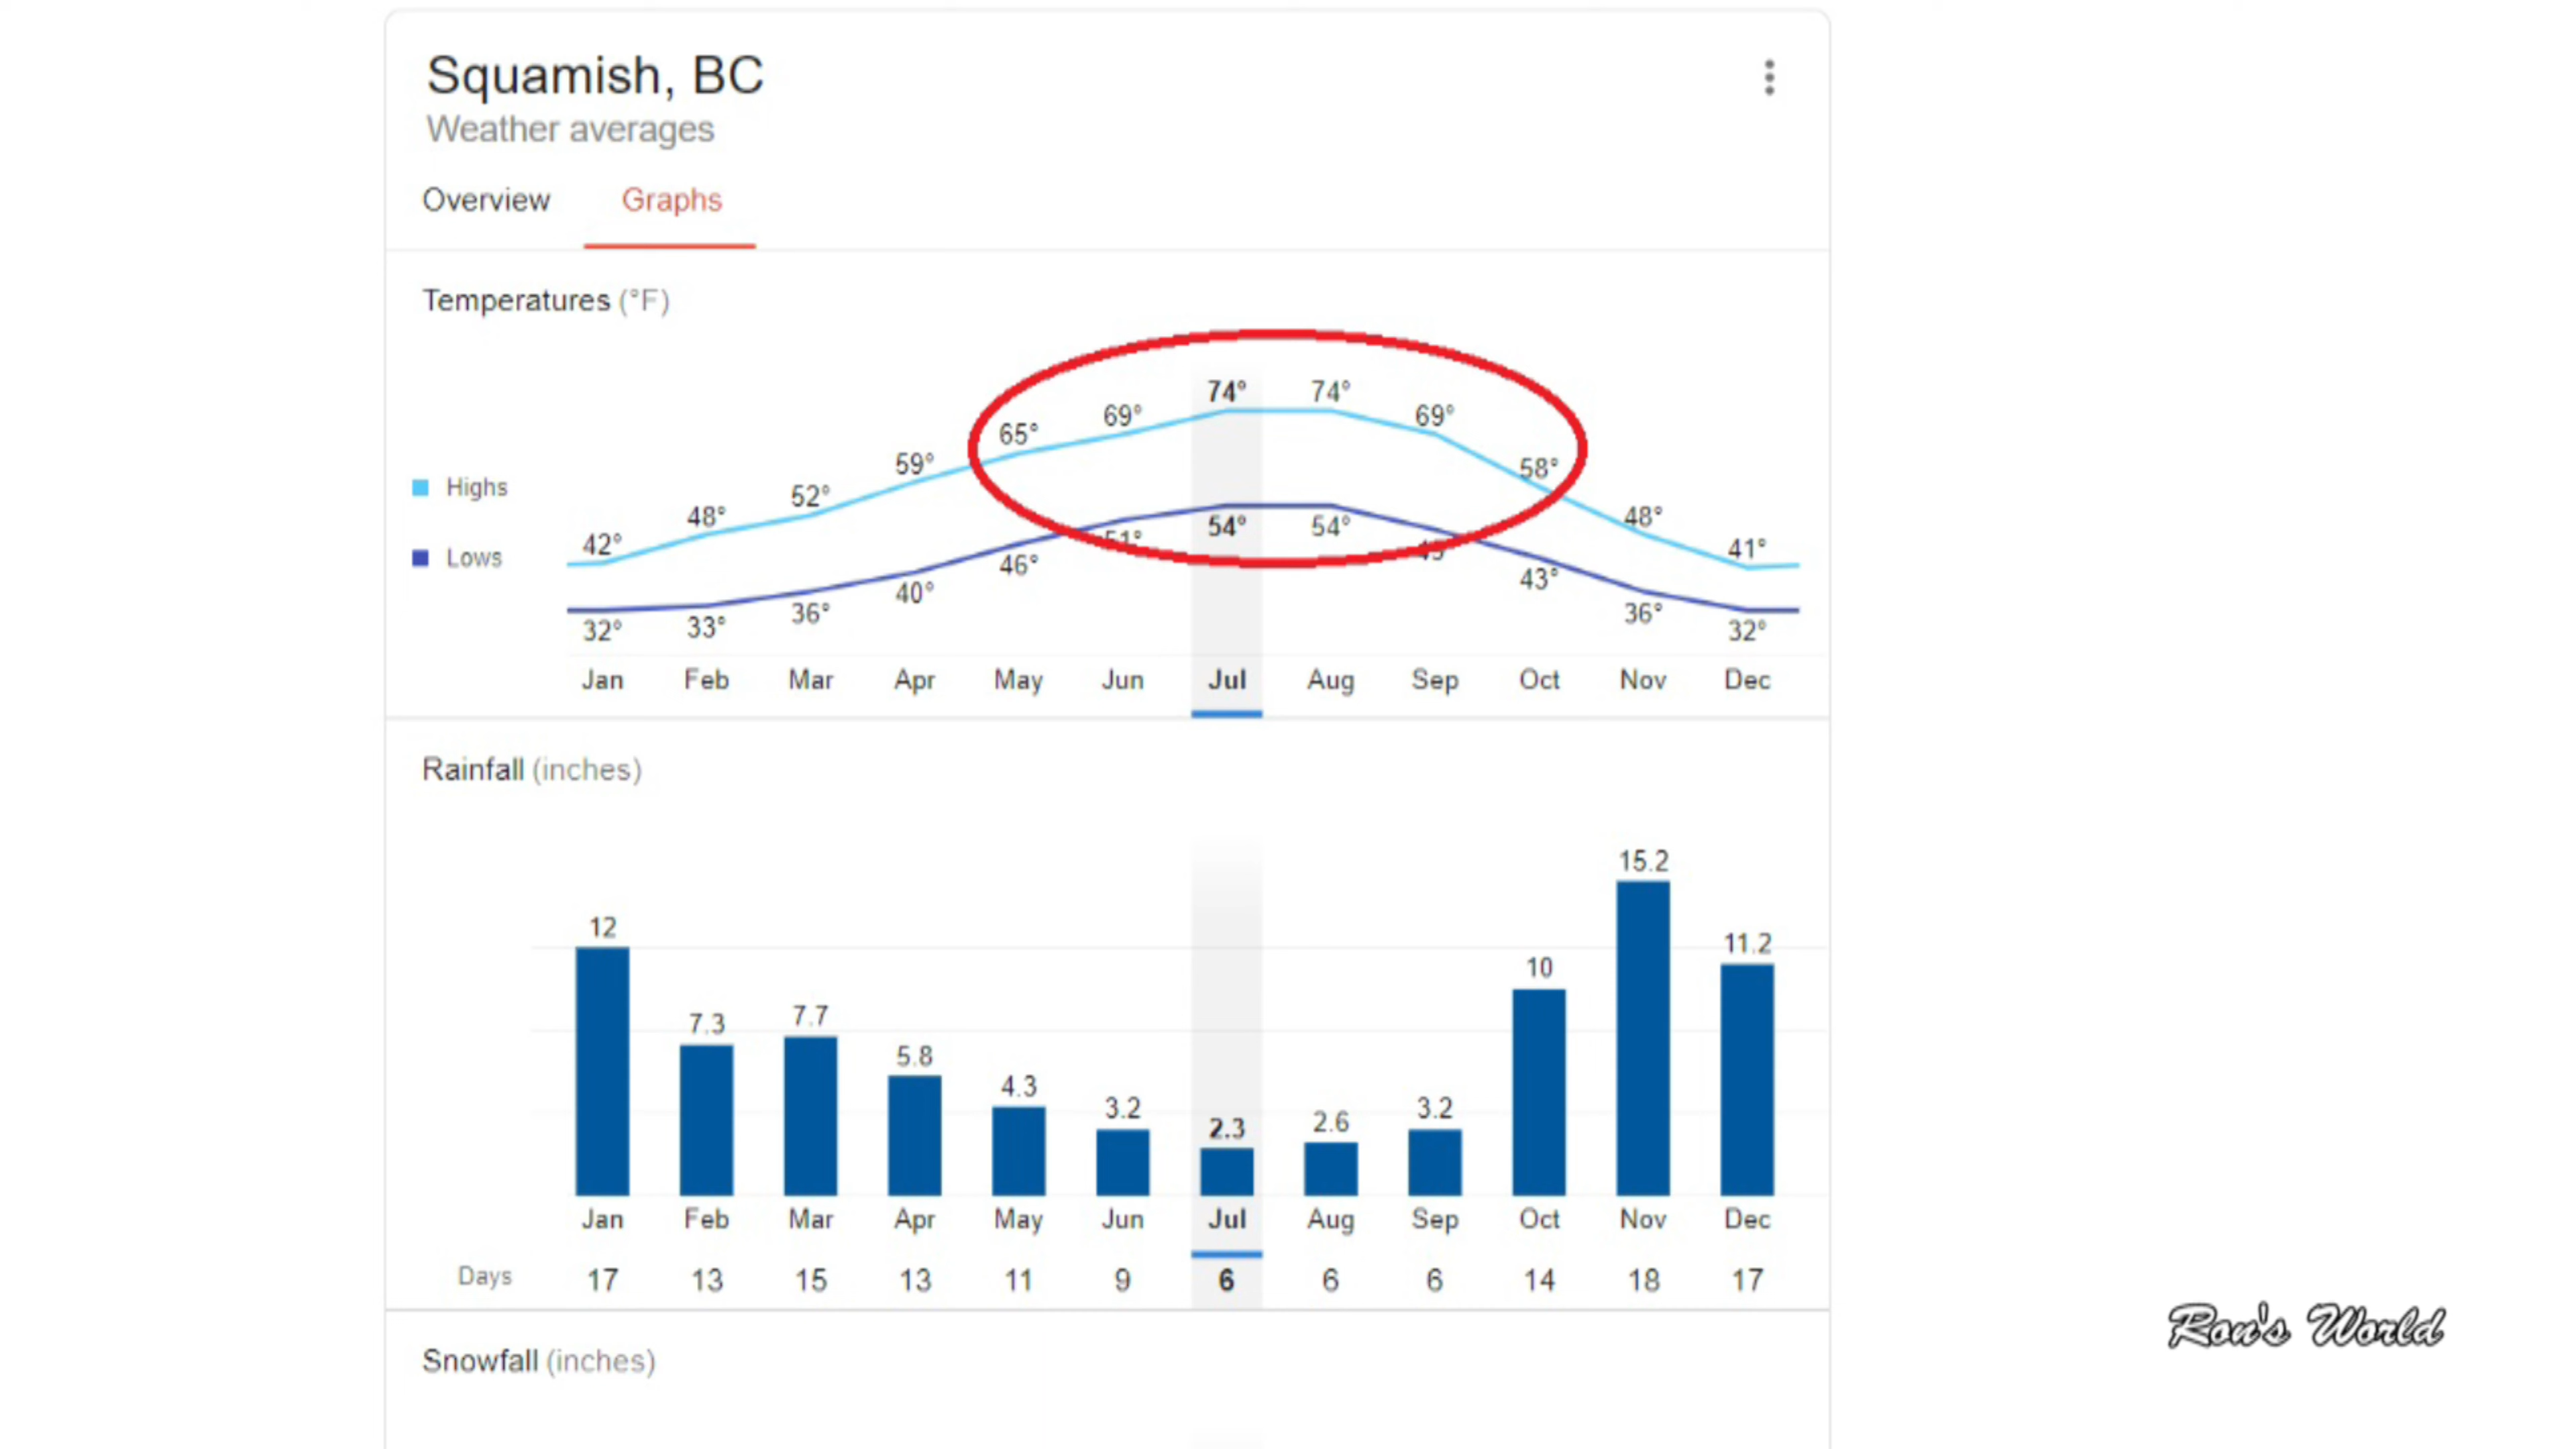 Squamish, BC
Weather averages
Overview Graphs
Temperatures (°F)
74° 74°
69° 69°
65°
59° 58°
52°
48° 48°
42° 41°
Highs
Lows
54° 54°
51°
46°
43°
40°
36° 36°
33°
32° 32°
Jan Feb Mar Apr May Jun Jul Aug Sep Oct Nov Dec
Rainfall (inches)
12 7.3 7.7 5.8 4.3 3.2 2.3 2.6 3.2 10 15.2 11.2
Jan Feb Mar Apr May Jun Jul Aug Sep Oct Nov Dec
Days 17 13 15 13 11 9 6 6 6 14 18 17
Snowfall (inches)
Ron's World